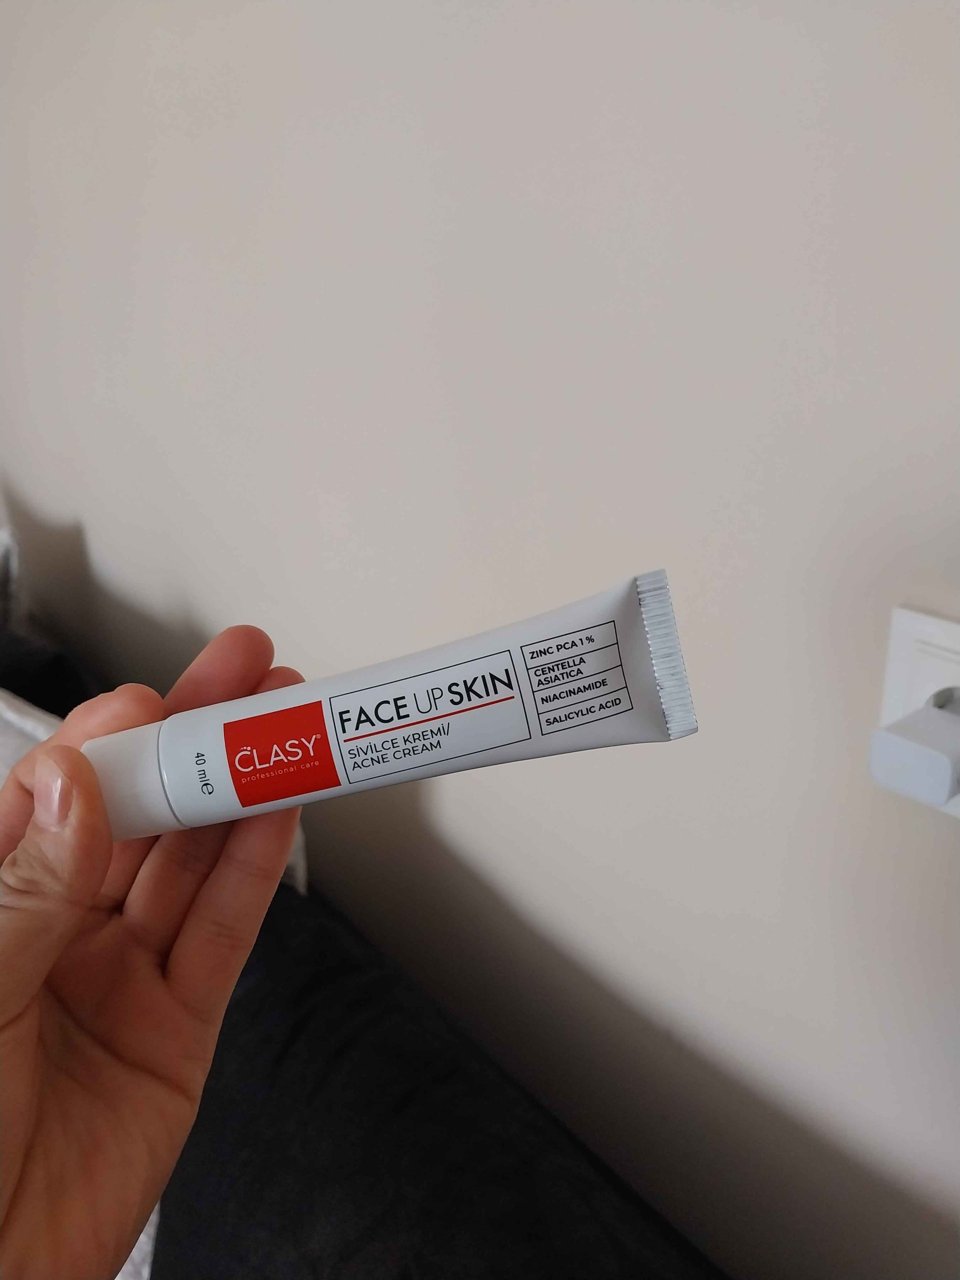 40 ml e
CLASY®
professional care
FACE UP SKIN
SİVİLCE KREMİ/
ACNE CREAM
ZINC PCA 1 %
CENTELLA
ASIATICA
NIACINAMIDE
SALICYLIC ACID